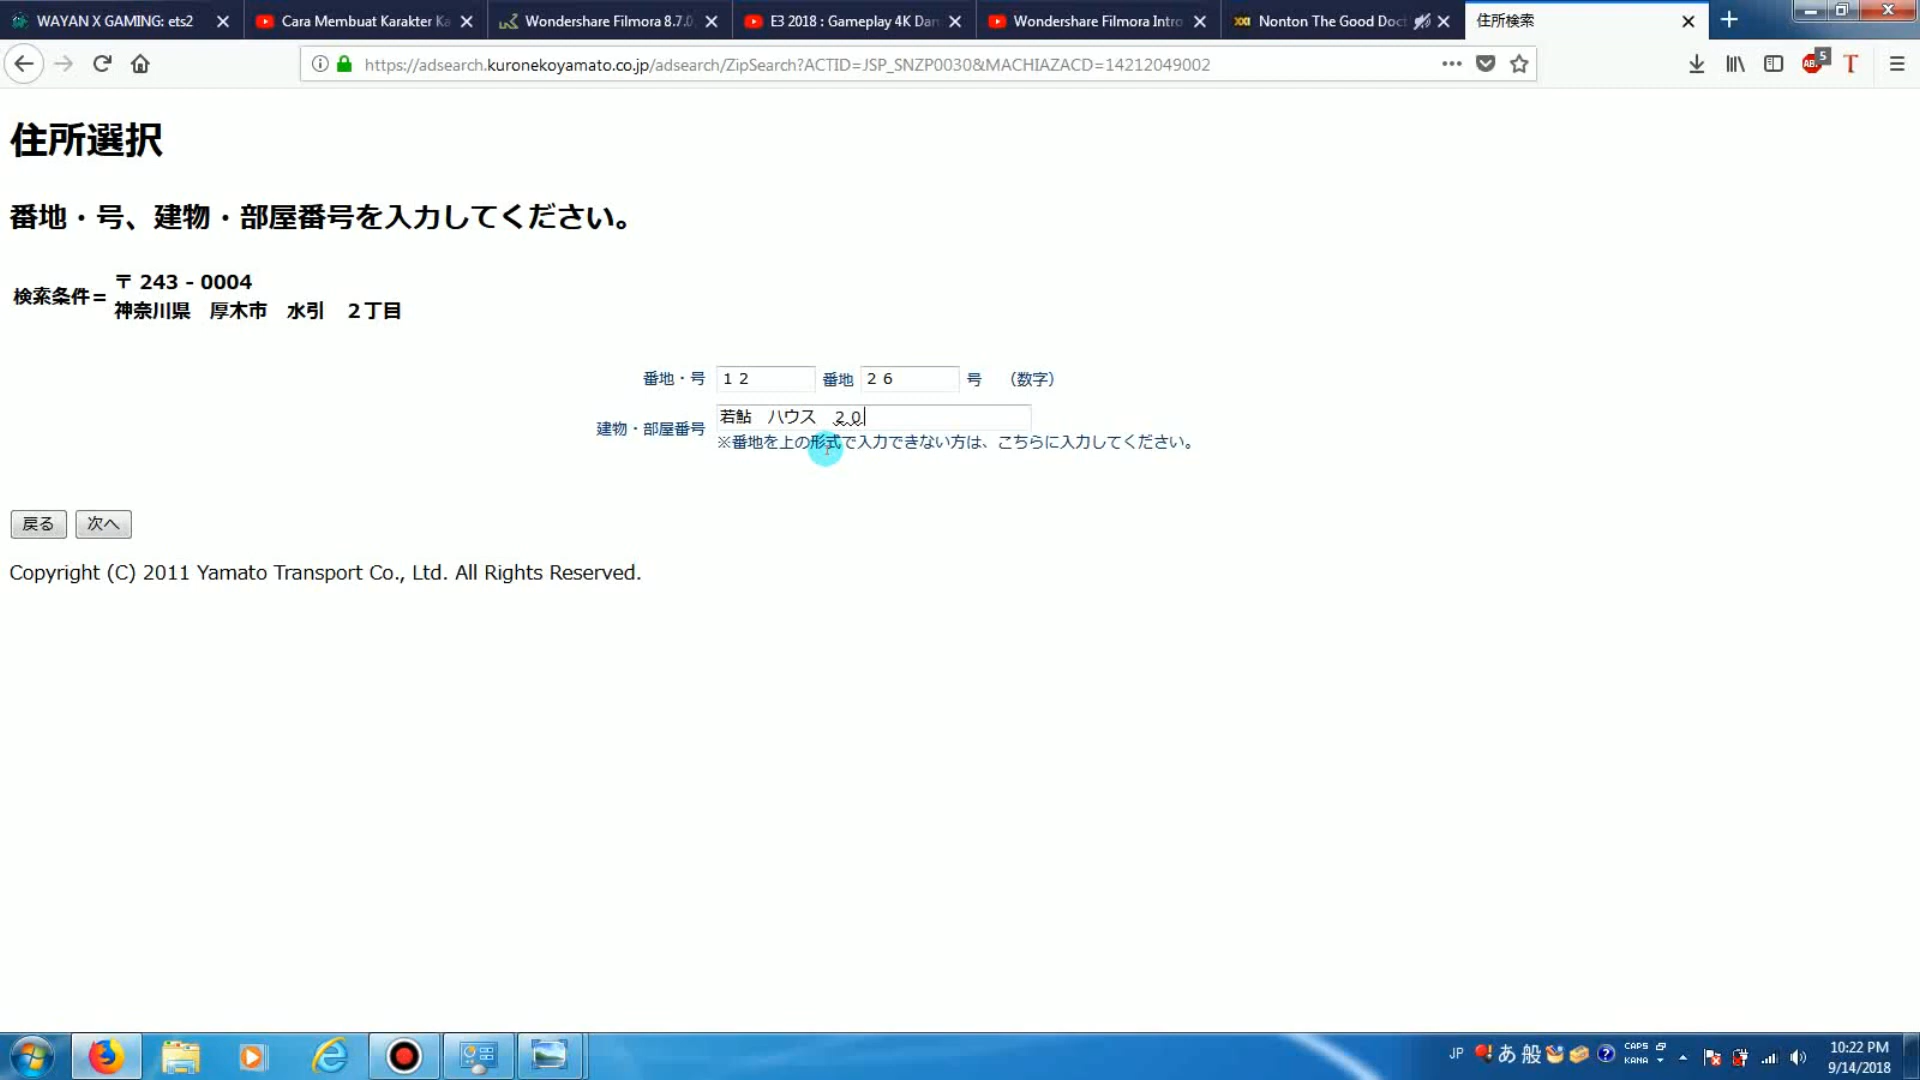 WAYAN X GAMING: ets2
Cara Membuat Karakter Ka
Wondershare Filmora 8.7.0
E3 2018 : Gameplay 4K Dan
Wondershare Filmora Intro
Nonton The Good Doct
住所検索
https://adsearch.kuronekoyamato.co.jp/adsearch/ZipSearch?ACTID=JSP_SNZP0030&MACHIAZACD=14212049002
5
住所選択
番地・号、建物・部屋番号を入力してください。
検索条件=
〒 243 - 0004
神奈川県　厚木市　水引　２丁目
番地・号 １２ 番地 ２６ 号 （数字）
建物・部屋番号 若鮎　ハウス　２０
※番地を上の形式で入力できない方は、こちらに入力してください。
戻る 次へ
Copyright (C) 2011 Yamato Transport Co., Ltd. All Rights Reserved.
JP あ 般 CAPS KANA
10:22 PM
9/14/2018